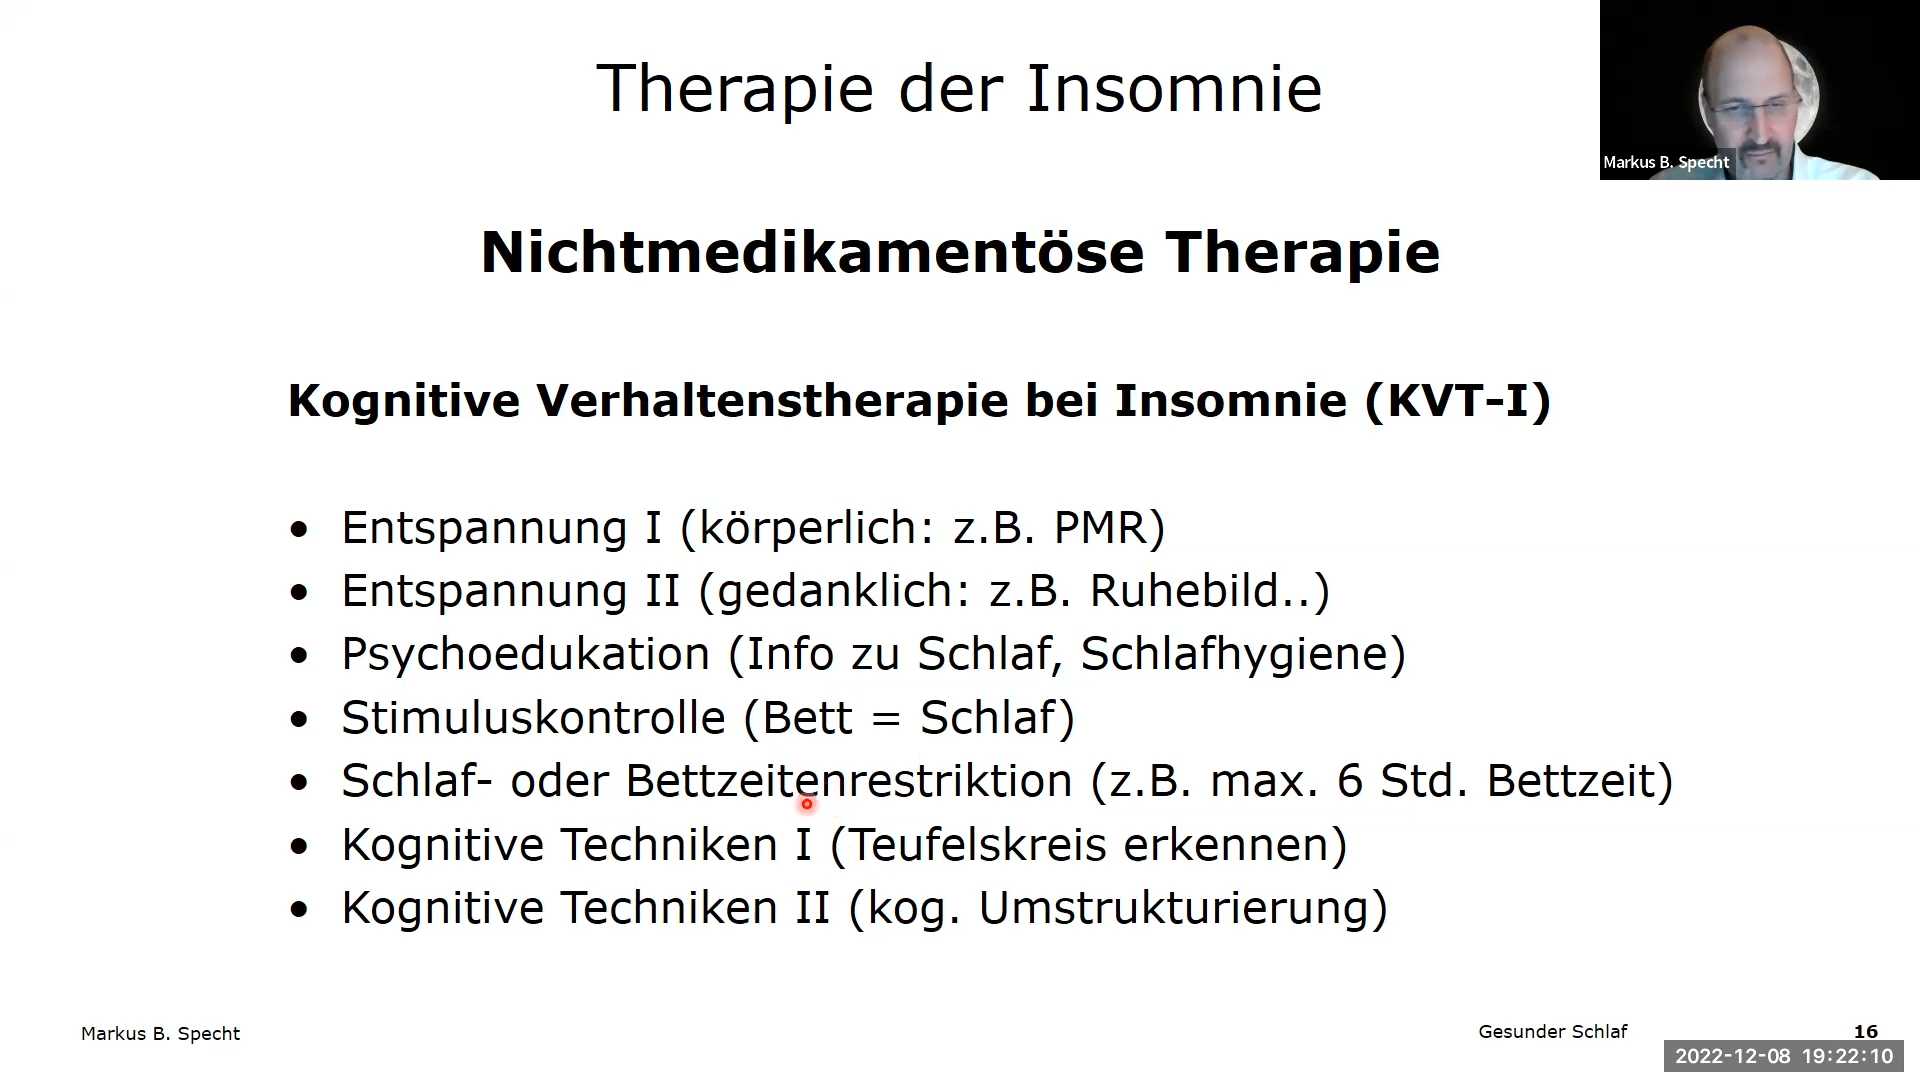 Therapie der Insomnie
Markus B. Specht
Nichtmedikamentöse Therapie
Kognitive Verhaltenstherapie bei Insomnie (KVT-I)
• Entspannung I (körperlich: z.B. PMR)
• Entspannung II (gedanklich: z.B. Ruhebild..)
• Psychoedukation (Info zu Schlaf, Schlafhygiene)
• Stimuluskontrolle (Bett = Schlaf)
• Schlaf- oder Bettzeitenrestriktion (z.B. max. 6 Std. Bettzeit)
• Kognitive Techniken I (Teufelskreis erkennen)
• Kognitive Techniken II (kog. Umstrukturierung)
Markus B. Specht
Gesunder Schlaf
16
2022-12-08 19:22:10